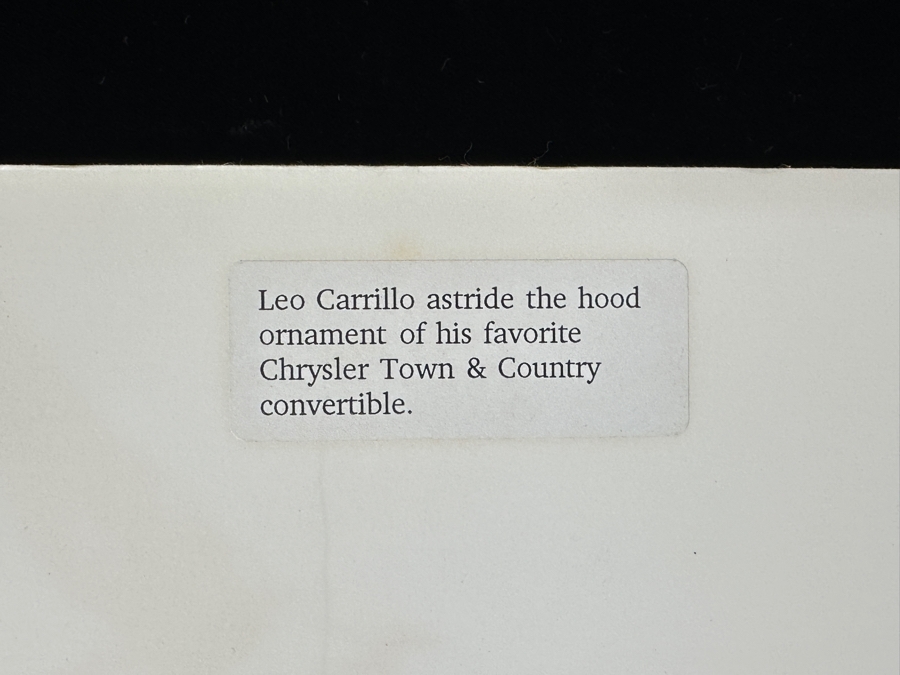 Leo Carrillo astride the hood
ornament of his favorite
Chrysler Town & Country
convertible.